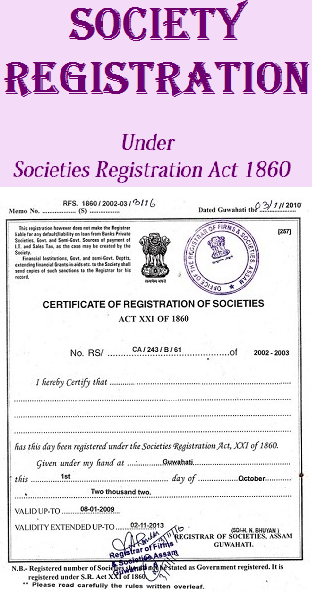 SOCIETY
REGISTRATION
Under
Societies Registration Act 1860
RFS. 1860 / 2002-03 / 3116
Memo No. .................. (S) ................
Dated Guwahati the 03/1/ 2010
This registration however does not make the Registrar
liable for any default/liability on loan from Banks Private
Societies, Govt. and Semi-Govt. Sources of payment of
I.T. and Sales Tax, as the case may be created by the
Society.
Financial Institutions, Govt. and semi-Govt. Deptts,
extending financial Grants in aids etc. to the Society shall
send copies of such sanctions to the Registrar for his
record.
OFFICE OF THE REGISTRAR OF FIRMS & SOCIETIES ASSAM
[257]
CERTIFICATE OF REGISTRATION OF SOCIETIES
ACT XXI OF 1860
No. RS/ CA / 243 / B / 61 of 2002 - 2003
I hereby Certify that
has this day been registered under the Societies Registration Act, XXI of 1860.
Given under my hand at Guwahati
this 1st day of October
Two thousand two.
VALID UP-TO 08-01-2009
VALIDITY EXTENDED UP-TO 02-11-2013
(SD/-H. N. BHUYAN)
REGISTRAR OF SOCIETIES, ASSAM
GUWAHATI.
Registrar of Firms
& Societies Assam
Guwahati
N.B.- Registered number of Societies shall not be stated as Government registered. It is
registered under S.R. Act XXI of 1860.
** Please read carefully the rules written overleaf.